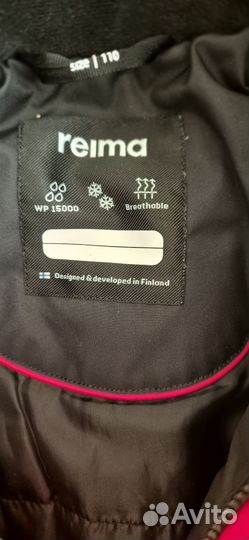 size | 110
reima
WP 15000
Breathable
Designed & developed in Finland
Avito